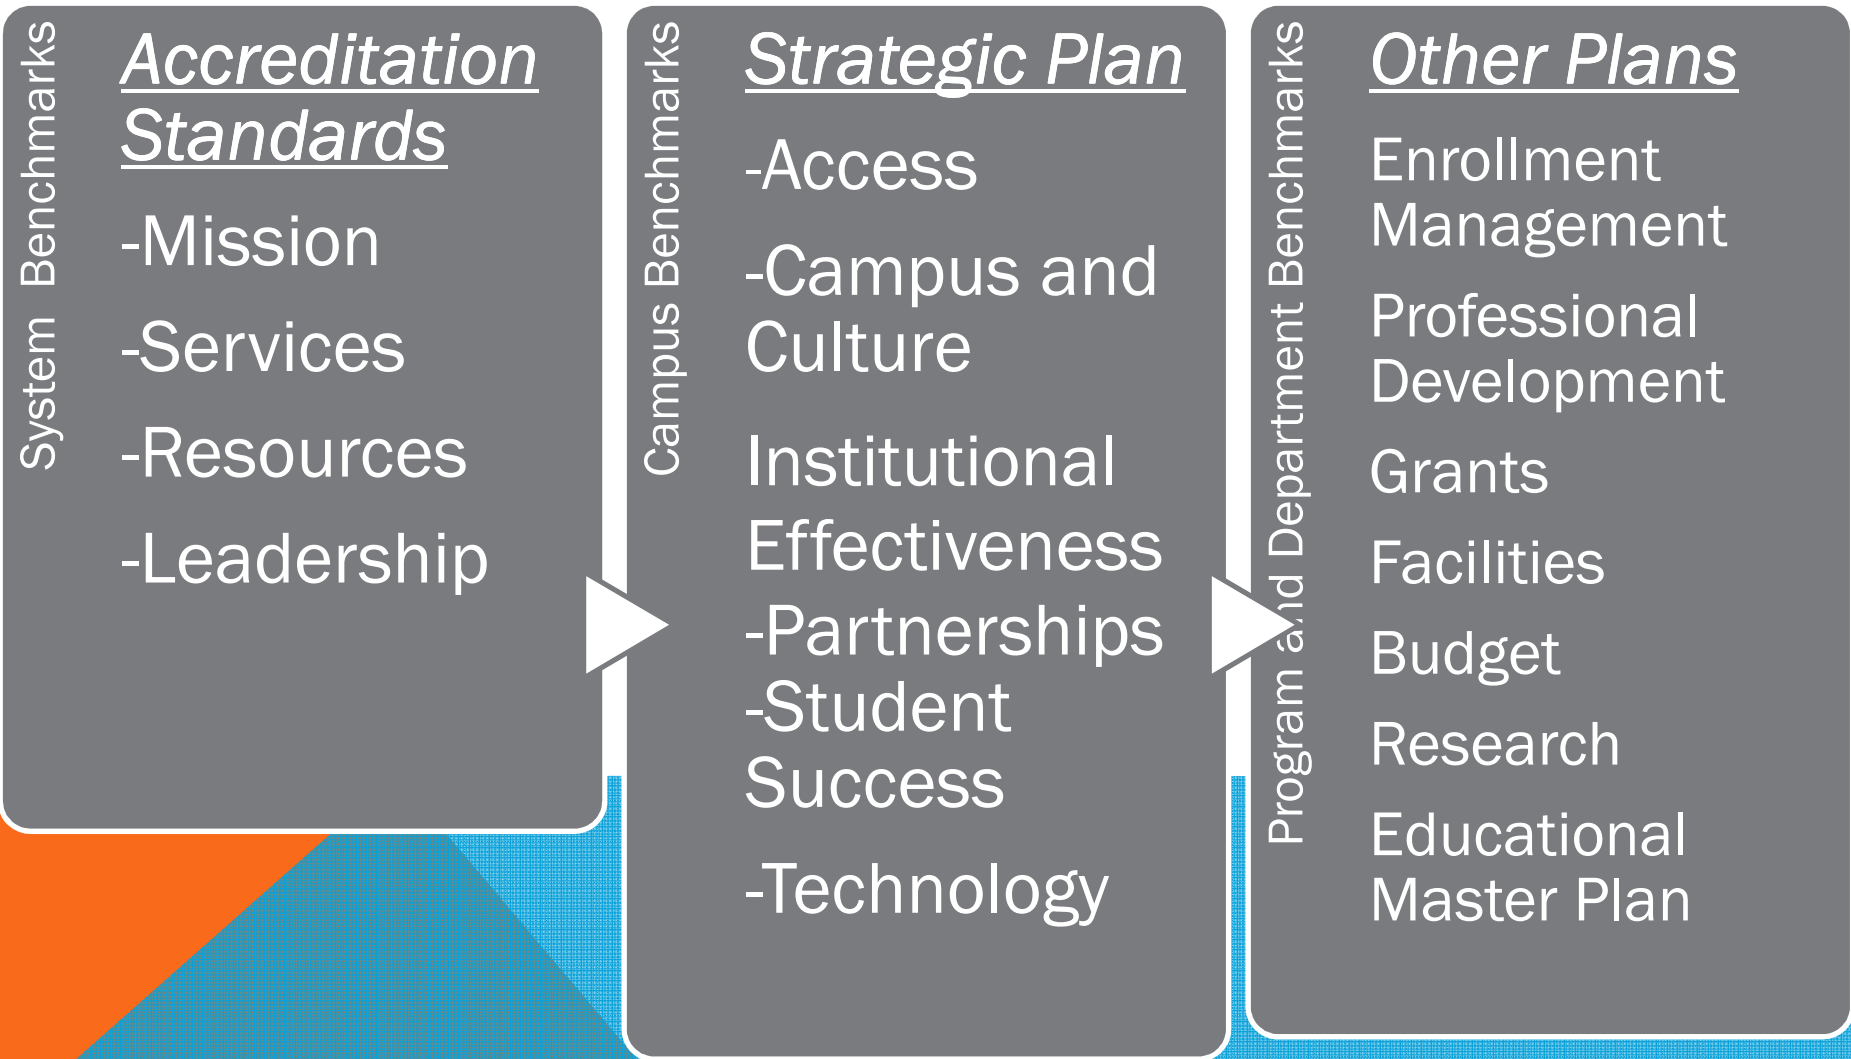 System Benchmarks
Accreditation
Standards
-Mission
-Services
-Resources
-Leadership
Campus Benchmarks
Strategic Plan
-Access
-Campus and
Culture
Institutional
Effectiveness
-Partnerships
-Student
Success
-Technology
Program and Department Benchmarks
Other Plans
Enrollment
Management
Professional
Development
Grants
Facilities
Budget
Research
Educational
Master Plan